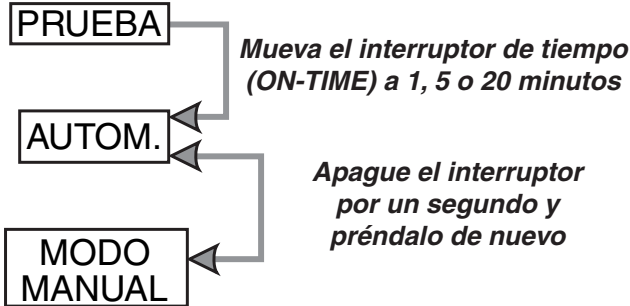 PRUEBA
Mueva el interruptor de tiempo
(ON-TIME) a 1, 5 o 20 minutos
AUTOM.
Apague el interruptor
por un segundo y
préndalo de nuevo
MODO
MANUAL